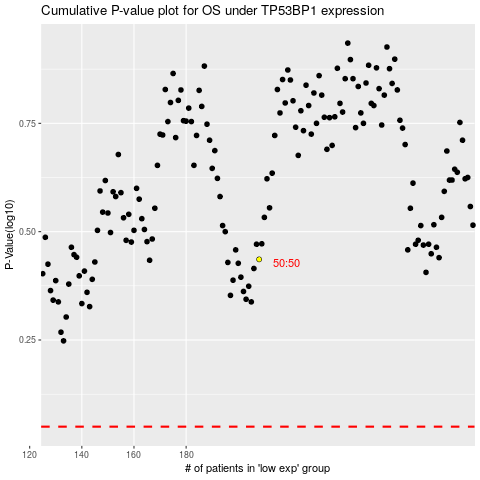 Cumulative P-value plot for OS under TP53BP1 expression
P-Value(log10)
0.75
0.50
0.25
50:50
120 140 160 180
# of patients in 'low exp' group